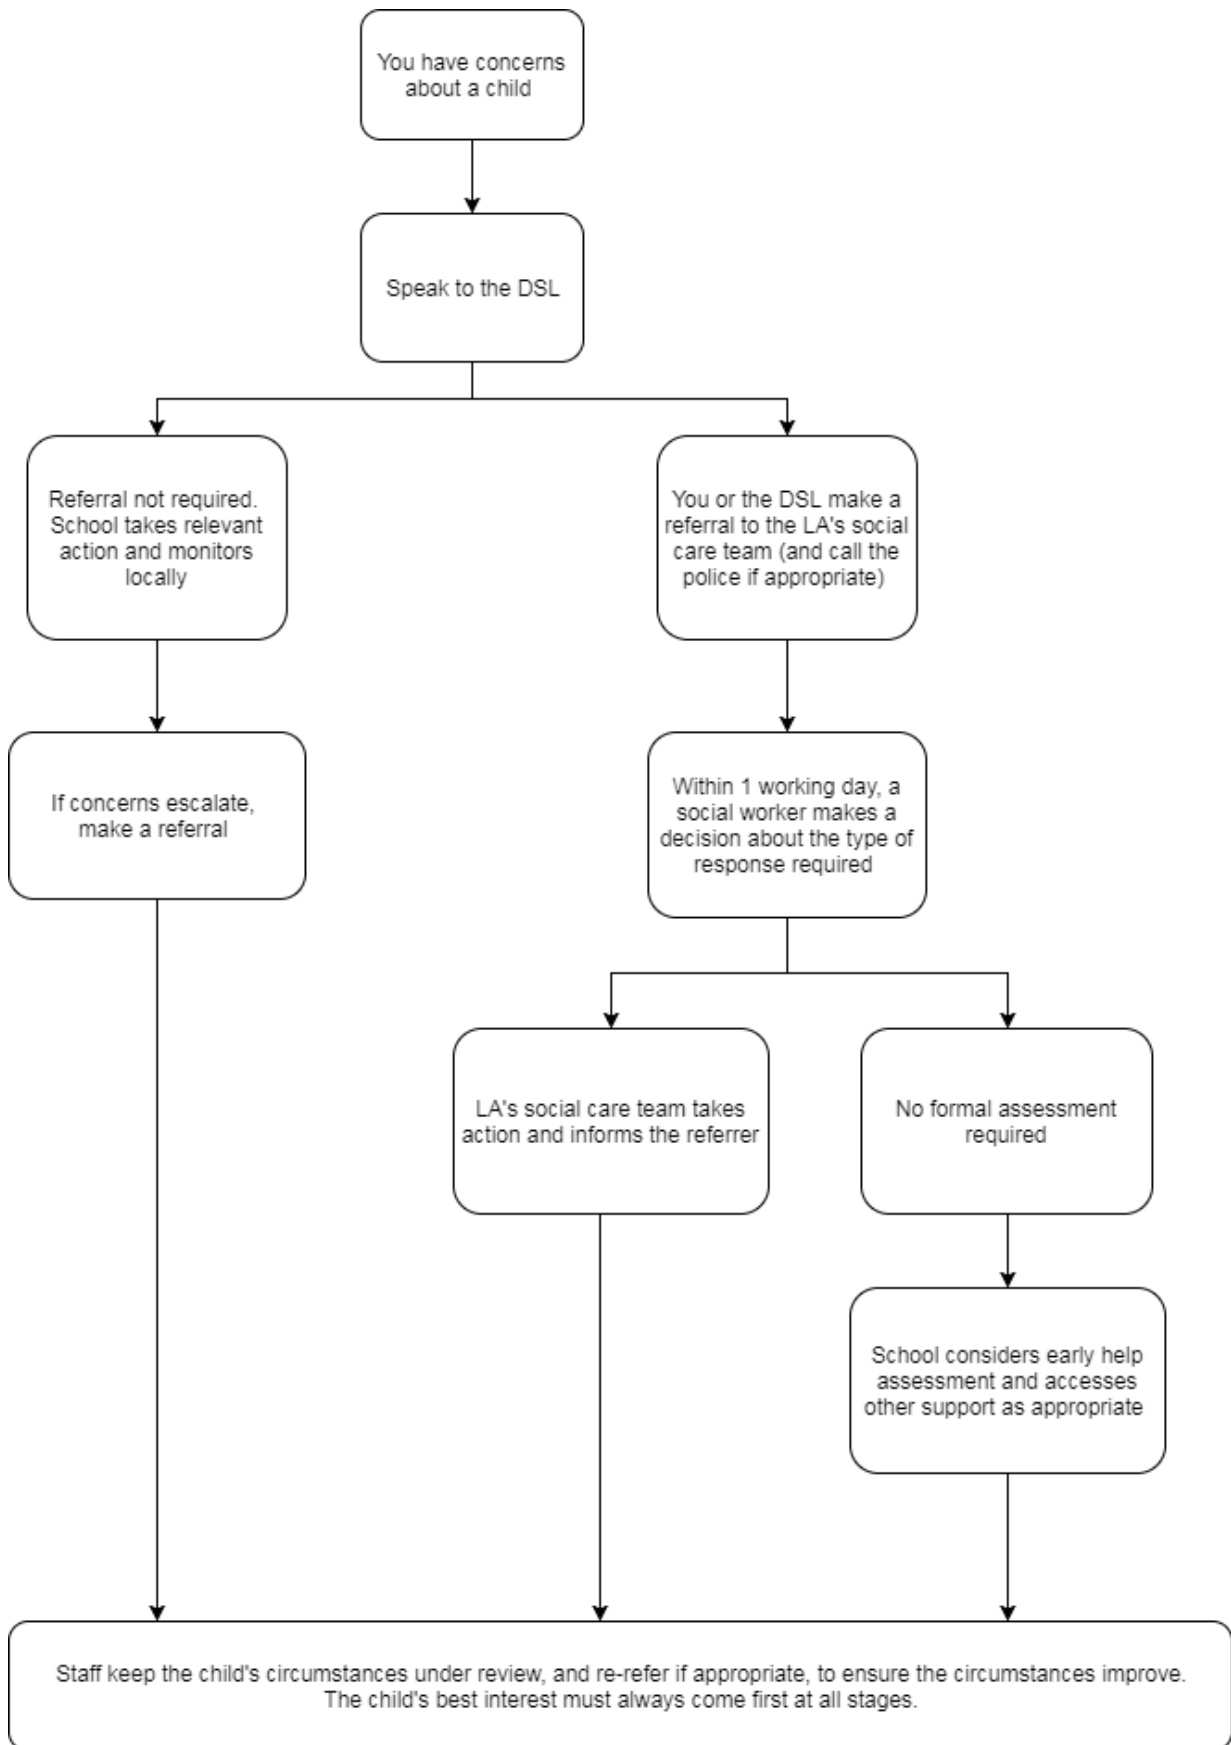 You have concerns
about a child
Speak to the DSL
Referral not required.
School takes relevant
action and monitors
locally
You or the DSL make a
referral to the LA's social
care team (and call the
police if appropriate)
If concerns escalate,
make a referral
Within 1 working day, a
social worker makes a
decision about the type of
response required
LA's social care team takes
action and informs the referrer
No formal assessment
required
School considers early help
assessment and accesses
other support as appropriate
Staff keep the child's circumstances under review, and re-refer if appropriate, to ensure the circumstances improve.
The child's best interest must always come first at all stages.